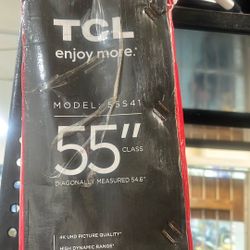 TCL
enjoy more.
MODEL: 55S41
55"
CLASS
DIAGONALLY MEASURED 54.6"
4K UHD PICTURE QUALITY*
HIGH DYNAMIC RANGE*